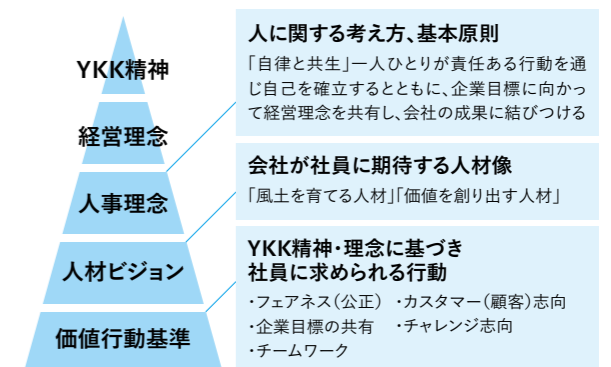 YKK精神
経営理念
人事理念
人材ビジョン
価値行動基準
人に関する考え方、基本原則
「自律と共生」一人ひとりが責任ある行動を通
じ自己を確立するとともに、企業目標に向かっ
て経営理念を共有し、会社の成果に結びつける
会社が社員に期待する人材像
「風土を育てる人材」「価値を創り出す人材」
YKK精神・理念に基づき
社員に求められる行動
・フェアネス（公正） ・カスタマー（顧客）志向
・企業目標の共有 ・チャレンジ志向
・チームワーク